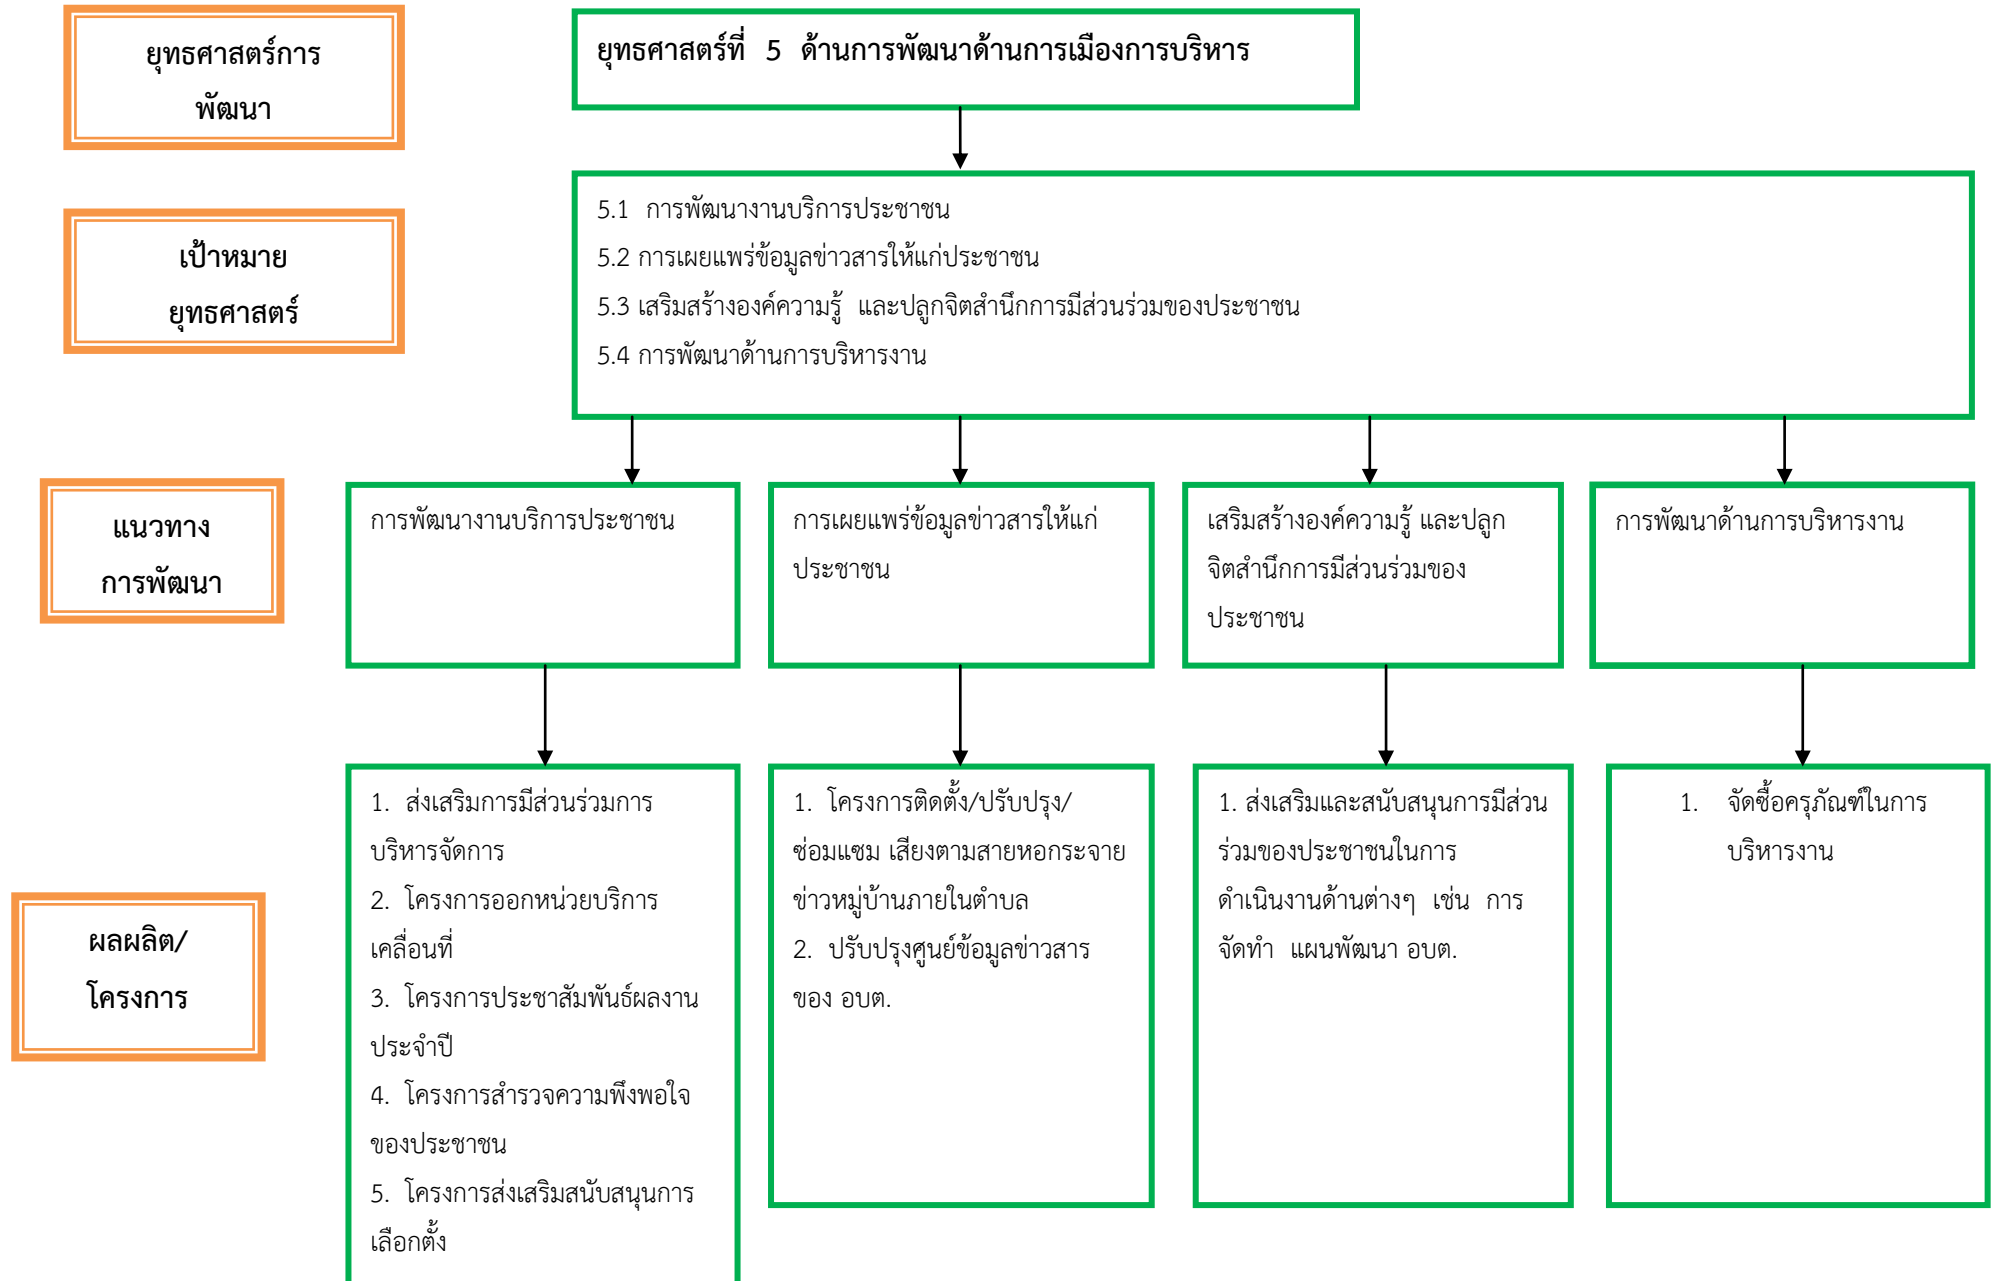 ยุทธศาสตร์การ
พัฒนา
ยุทธศาสตร์ที่ 5 ด้านการพัฒนาด้านการเมืองการบริหาร
เป้าหมาย
ยุทธศาสตร์
5.1 การพัฒนางานบริการประชาชน
5.2 การเผยแพร่ข้อมูลข่าวสารให้แก่ประชาชน
5.3 เสริมสร้างองค์ความรู้ และปลูกจิตสำนึกการมีส่วนร่วมของประชาชน
5.4 การพัฒนาด้านการบริหารงาน
แนวทาง
การพัฒนา
การพัฒนางานบริการประชาชน
การเผยแพร่ข้อมูลข่าวสารให้แก่
ประชาชน
เสริมสร้างองค์ความรู้ และปลูก
จิตสำนึกการมีส่วนร่วมของ
ประชาชน
การพัฒนาด้านการบริหารงาน
ผลผลิต/
โครงการ
1. ส่งเสริมการมีส่วนร่วมการ
บริหารจัดการ
2. โครงการออกหน่วยบริการ
เคลื่อนที่
3. โครงการประชาสัมพันธ์ผลงาน
ประจำปี
4. โครงการสำรวจความพึงพอใจ
ของประชาชน
5. โครงการส่งเสริมสนับสนุนการ
เลือกตั้ง
1. โครงการติดตั้ง/ปรับปรุง/
ซ่อมแซม เสียงตามสายหอกระจาย
ข่าวหมู่บ้านภายในตำบล
2. ปรับปรุงศูนย์ข้อมูลข่าวสาร
ของ อบต.
1. ส่งเสริมและสนับสนุนการมีส่วน
ร่วมของประชาชนในการ
ดำเนินงานด้านต่างๆ เช่น การ
จัดทำ แผนพัฒนา อบต.
1. จัดซื้อครุภัณฑ์ในการ
บริหารงาน